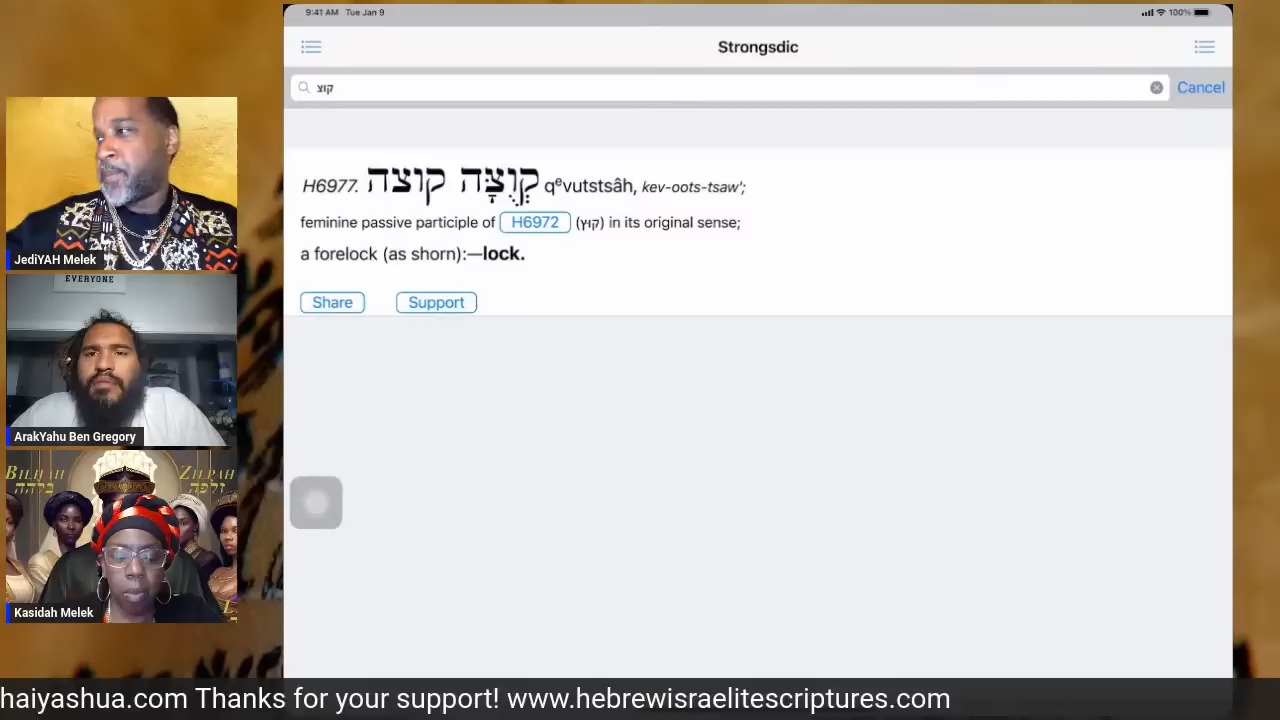 9:41 AM Tue Jan 9
100%
Strongsdic
קוצ
Cancel
H6977. קְוֻצָּה קוצה qᵉvutstsâh, kev-oots-tsaw';
feminine passive participle of H6972 (קוּץ) in its original sense;
a forelock (as shorn):—lock.
Share
Support
JediYAH Melek
EVERYONE
ArakYahu Ben Gregory
BILHAH
בלהה
ZILPAH
זלפה
Kasidah Melek
haiyashua.com Thanks for your support! www.hebrewisraelitescriptures.com